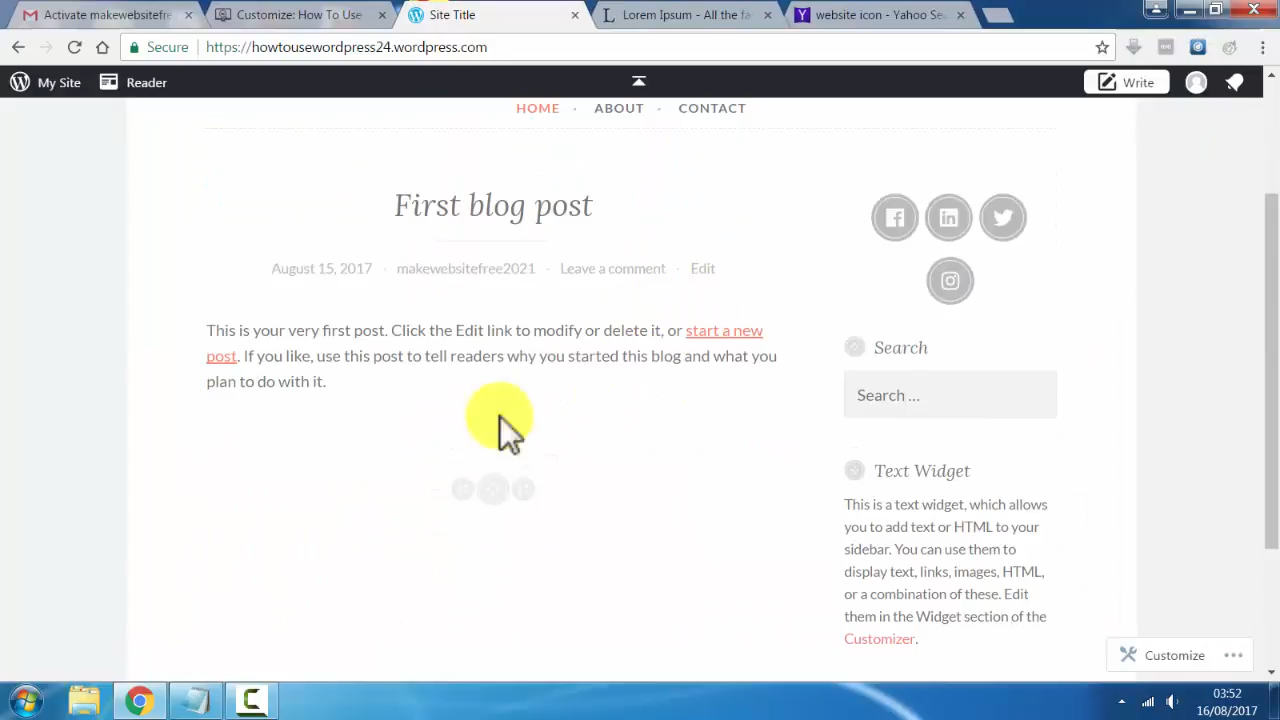 Activate makewebsitefre
Customize: How To Use
Site Title
Lorem Ipsum - All the fa
website icon - Yahoo Se
Secure
https://howtousewordpress24.wordpress.com
My Site
Reader
Write
HOME
ABOUT
CONTACT
First blog post
August 15, 2017 · makewebsitefree2021 · Leave a comment · Edit
This is your very first post. Click the Edit link to modify or delete it, or start a new
post. If you like, use this post to tell readers why you started this blog and what you
plan to do with it.
Search
Search ...
Text Widget
This is a text widget, which allows
you to add text or HTML to your
sidebar. You can use them to
display text, links, images, HTML,
or a combination of these. Edit
them in the Widget section of the
Customizer.
Customize
03:52
16/08/2017